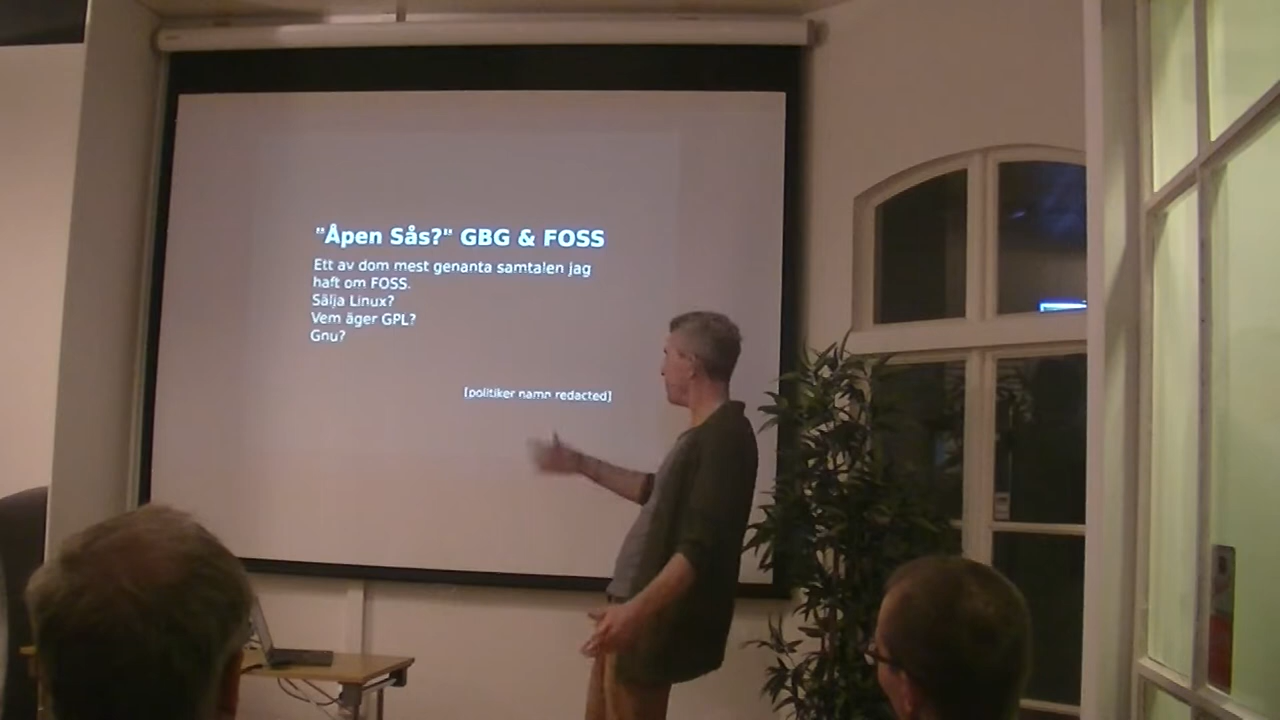 "Åpen Sås?" GBG & FOSS
Ett av dom mest genanta samtalen jag
haft om FOSS.
Sälja Linux?
Vem äger GPL?
Gnu?
[politiker namn redacted]